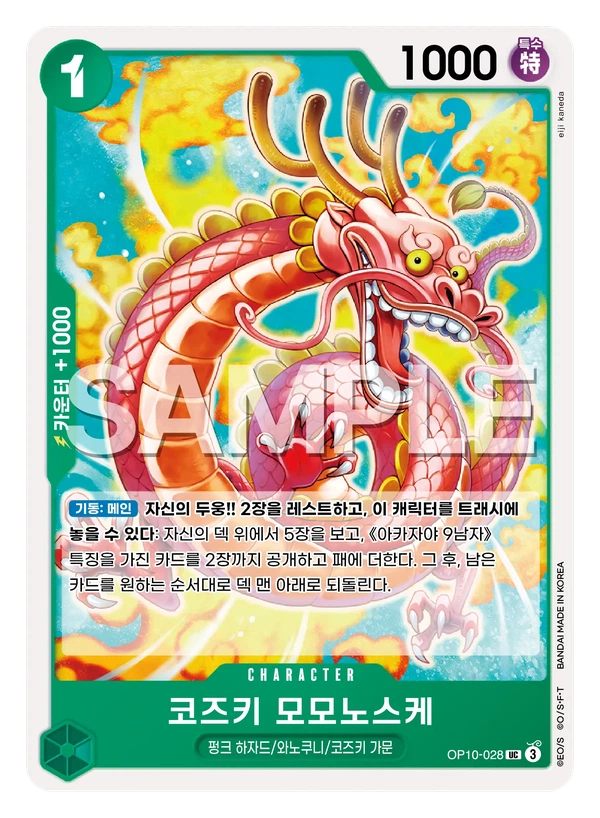 1
1000
특수
特
eiji kaneda
카운터 +1000
SAMPLE
기동: 메인 자신의 두웅!! 2장을 레스트하고, 이 캐릭터를 트래시에
놓을 수 있다: 자신의 덱 위에서 5장을 보고, 《아카자야 9남자》
특징을 가진 카드를 2장까지 공개하고 패에 더한다. 그 후, 남은
카드를 원하는 순서대로 덱 맨 아래로 되돌린다.
CHARACTER
코즈키 모모노스케
펑크 하자드/와노쿠니/코즈키 가문
OP10-028 UC 3
©EO/S ©O/S·F·T BANDAI MADE IN KOREA